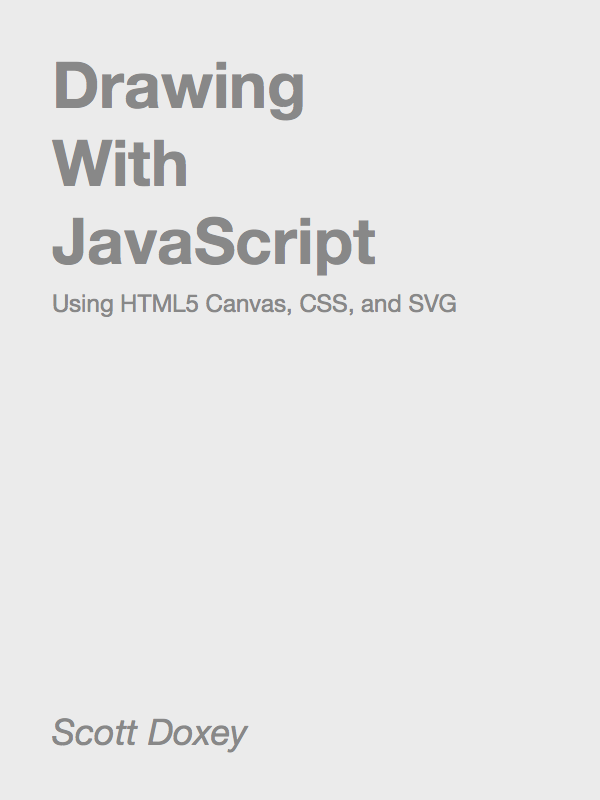 Drawing
With
JavaScript
Using HTML5 Canvas, CSS, and SVG
Scott Doxey